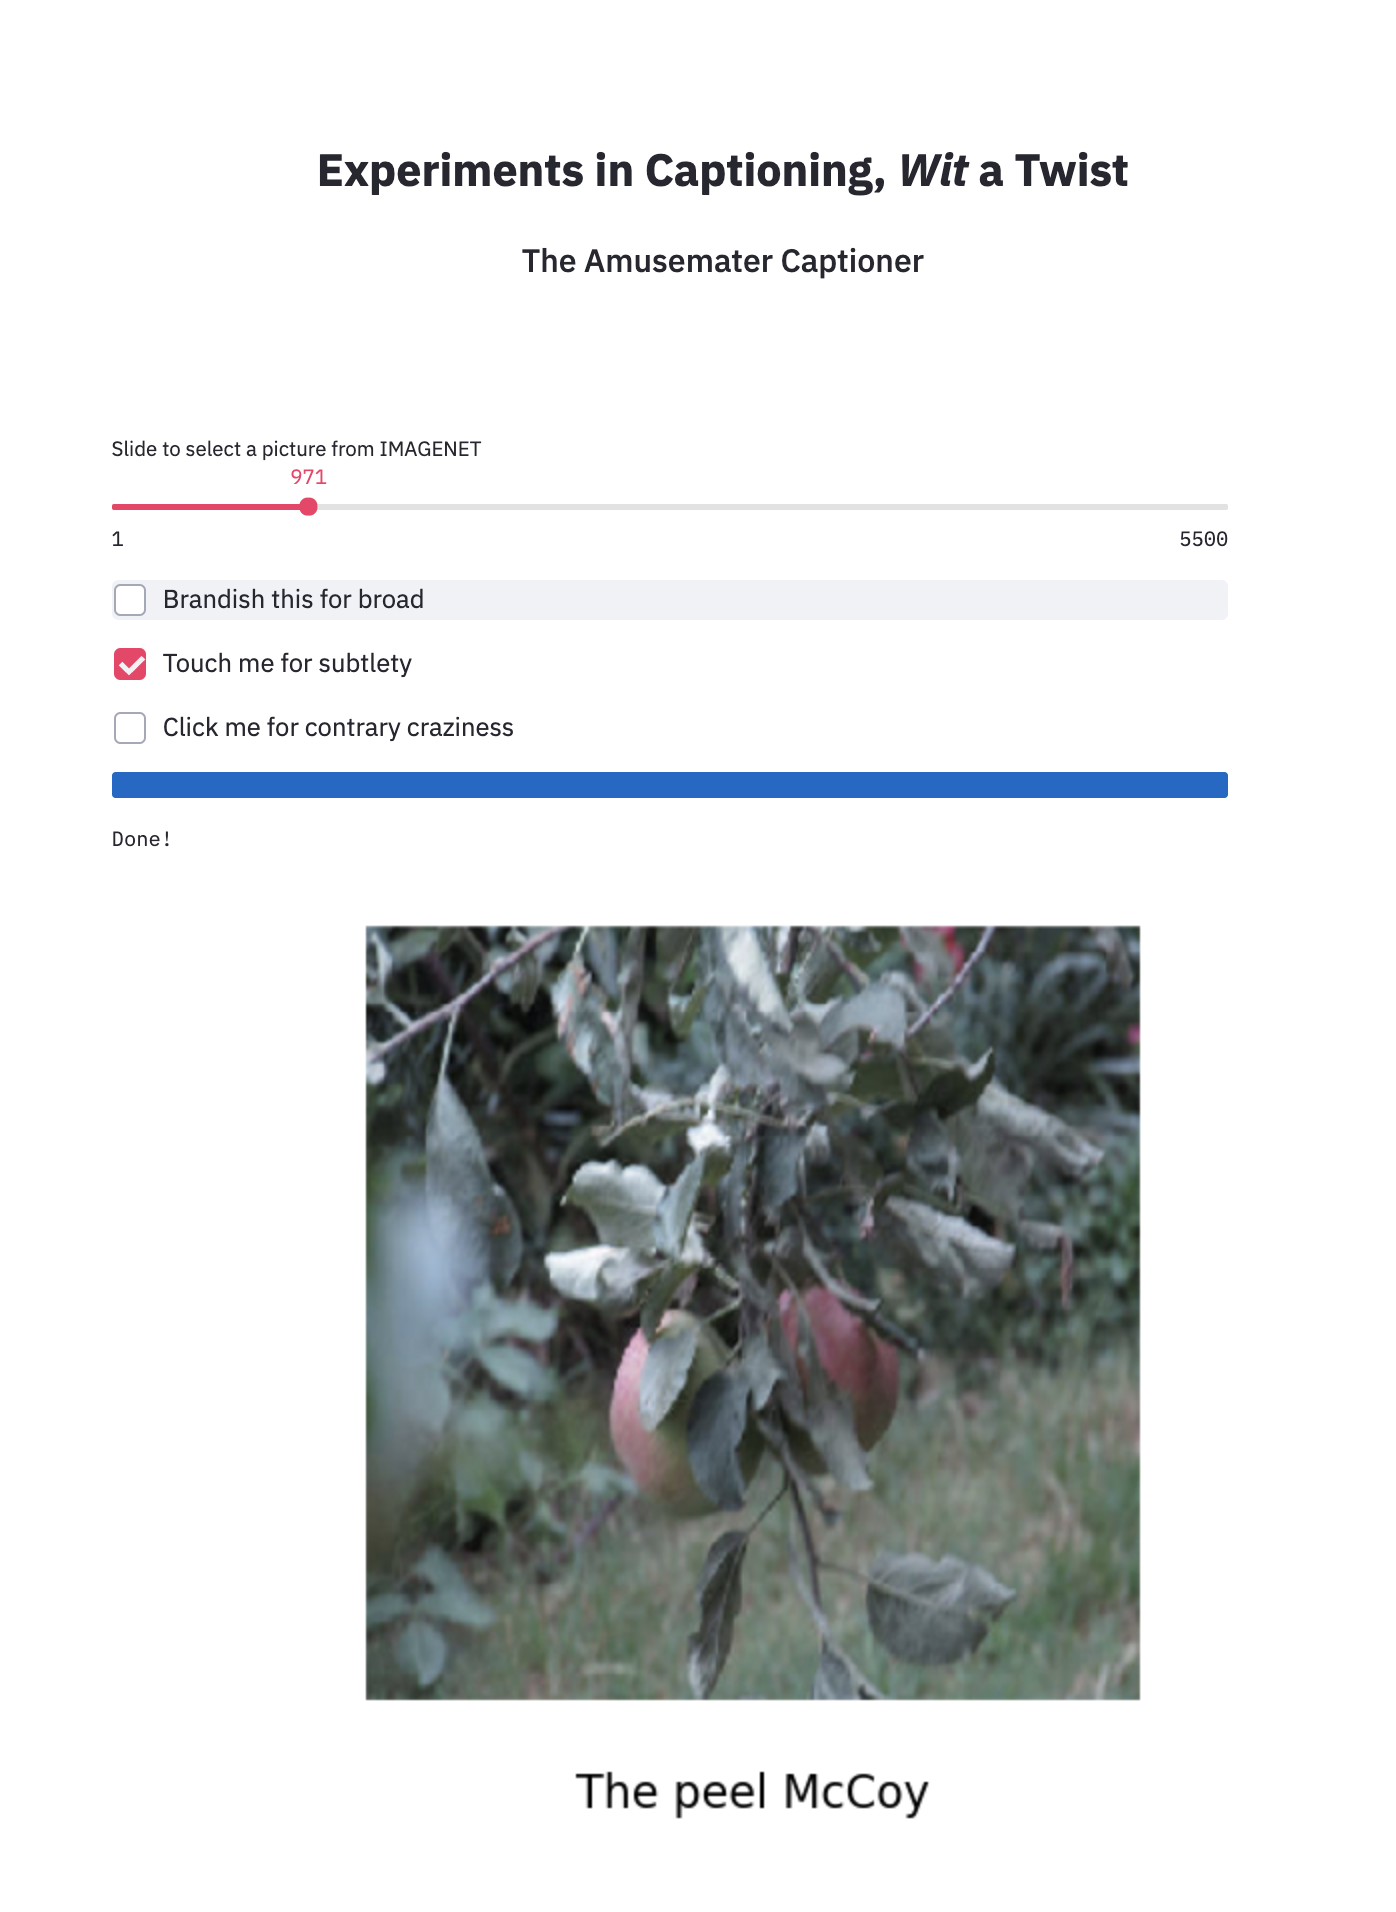 Experiments in Captioning, Wit a Twist
The Amusemater Captioner
Slide to select a picture from IMAGENET
971
1 5500
Brandish this for broad
Touch me for subtlety
Click me for contrary craziness
Done!
The peel McCoy